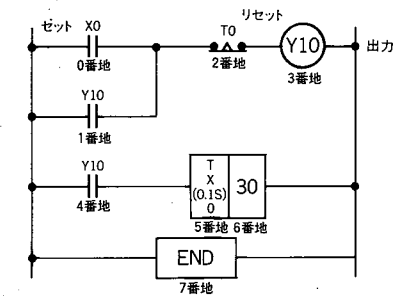 セット X0
リセット
T0
Y10
出力
0番地
2番地
3番地
Y10
1番地
Y10
4番地
T
X
(0.1S)
0
30
5番地 6番地
END
7番地